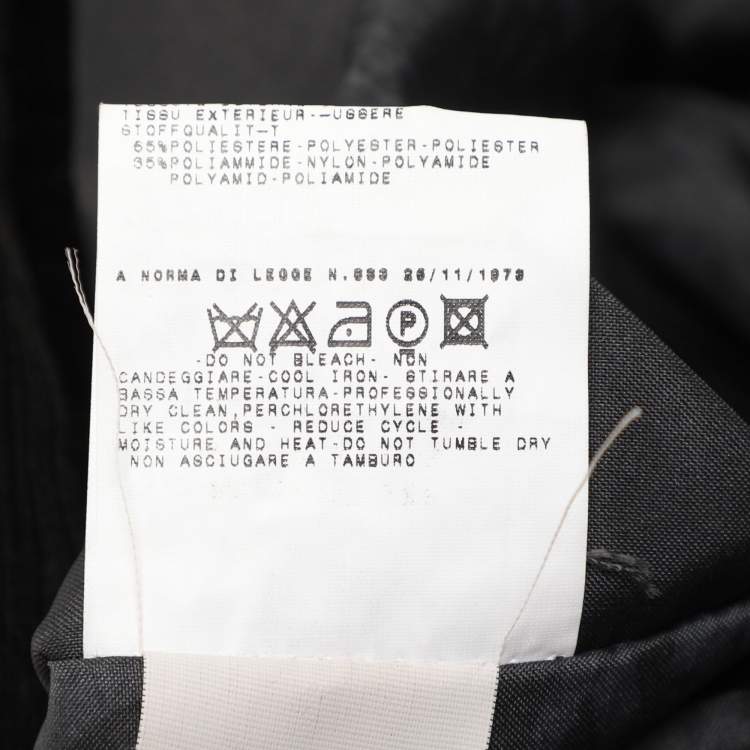 TISSU EXTERIEUR--USSERE
STOFFQUALIT-T
65%POLIESTERE-POLYESTER-POLIESTER
35%POLIAMMIDE-NYLON-POLYAMIDE
POLYAMID-POLIAMIDE
A NORMA DI LEGGE N.883 26/11/1973
P
-DO NOT BLEACH- NON
CANDEGGIARE-COOL IRON- STIRARE A
BASSA TEMPERATURA-PROFESSIONALLY
DRY CLEAN,PERCHLORETHYLENE WITH
LIKE COLORS - REDUCE CYCLE -
MOISTURE AND HEAT-DO NOT TUMBLE DRY
NON ASCIUGARE A TAMBURO